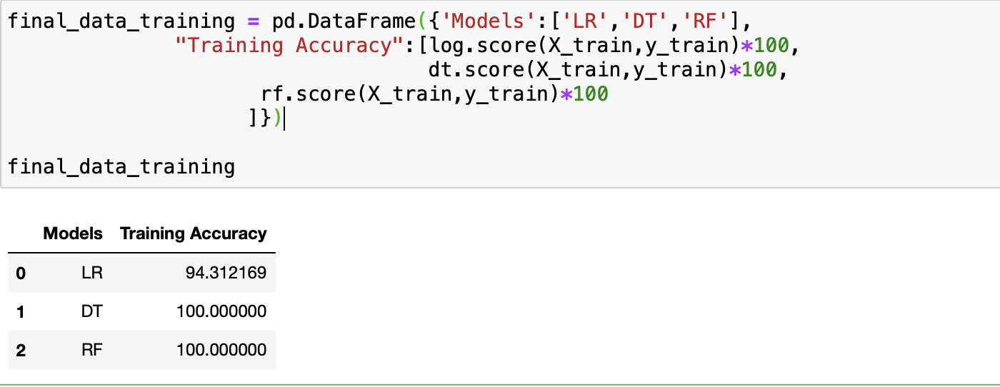 final_data_training = pd.DataFrame({'Models':['LR','DT','RF'],
"Training Accuracy":[log.score(X_train,y_train)*100,
dt.score(X_train,y_train)*100,
rf.score(X_train,y_train)*100
]})
final_data_training
Models Training Accuracy
0 LR 94.312169
1 DT 100.000000
2 RF 100.000000